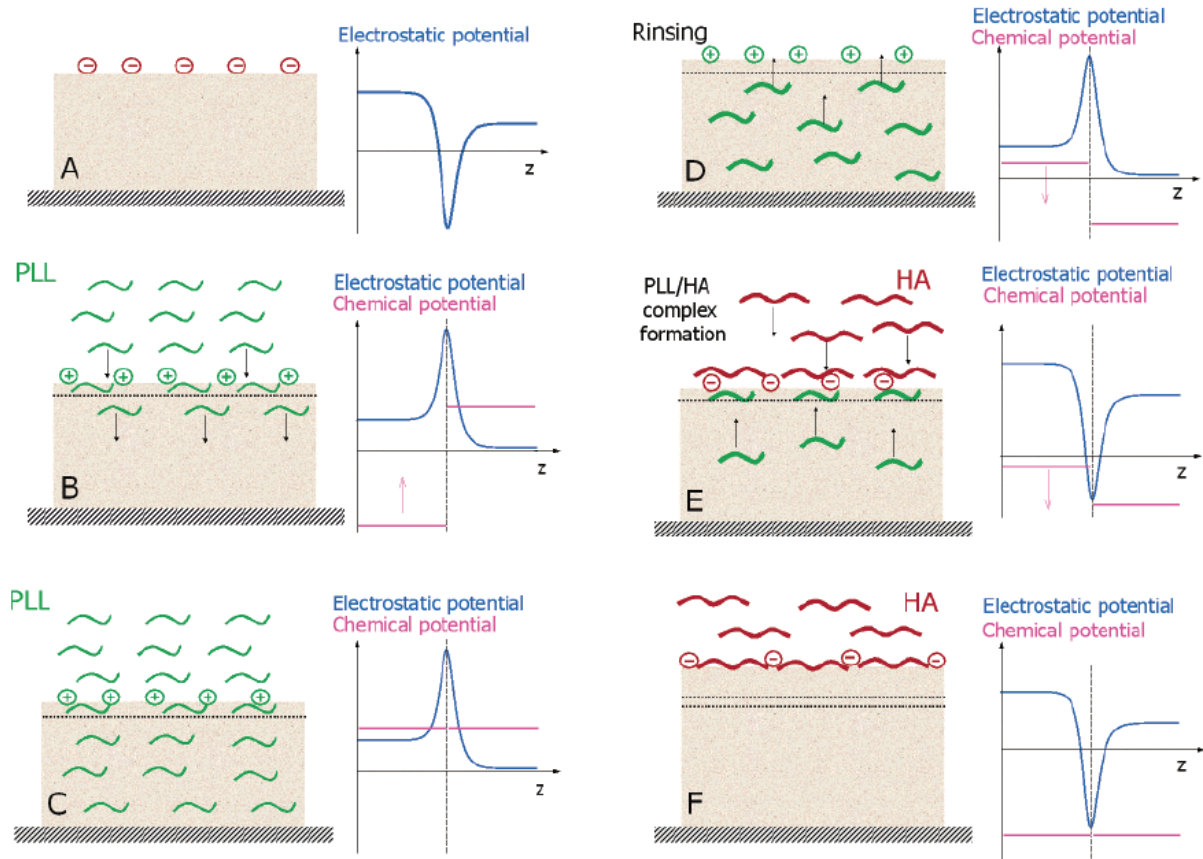 Electrostatic potential
z
A
PLL
Electrostatic potential
Chemical potential
z
B
PLL
Electrostatic potential
Chemical potential
z
C
Rinsing
Electrostatic potential
Chemical potential
z
D
PLL/HA
complex
formation
HA
Electrostatic potential
Chemical potential
z
E
HA
Electrostatic potential
Chemical potential
z
F